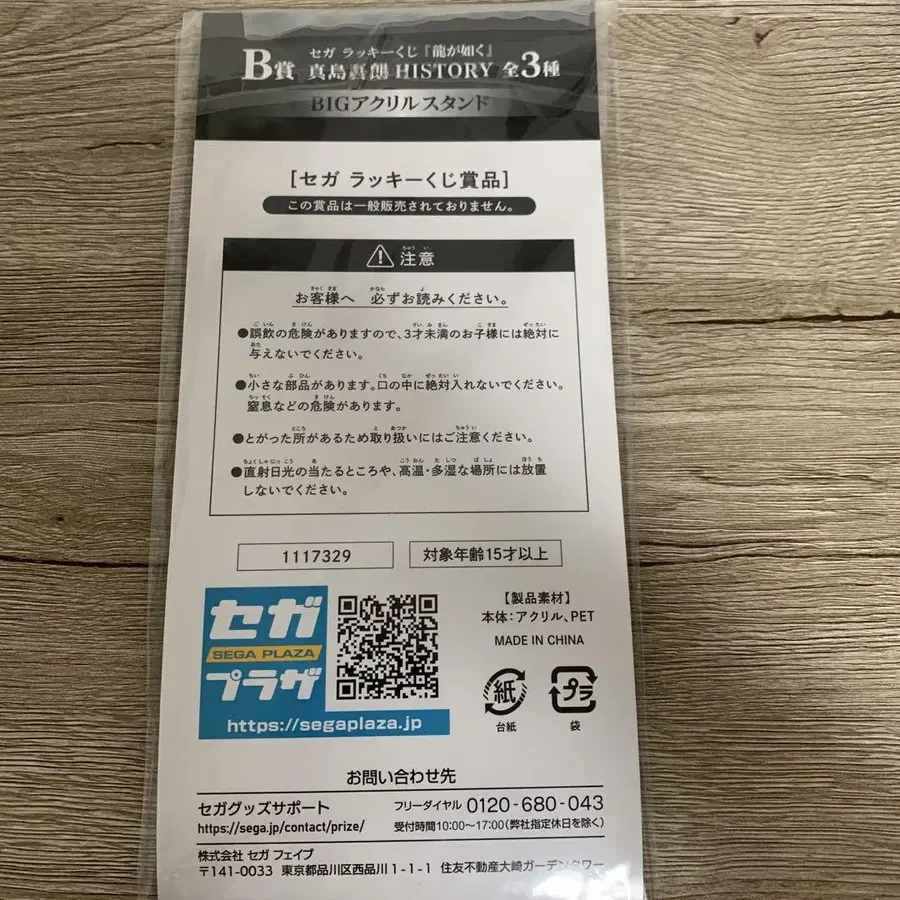 セガ ラッキーくじ『龍が如く』
B賞 真島吾朗 HISTORY 全3種
BIGアクリルスタンド
[セガ ラッキーくじ賞品]
この賞品は一般販売されておりません。
注意
お客様へ 必ずお読みください。
●誤飲の危険がありますので、3才未満のお子様には絶対に
与えないでください。
●小さな部品があります。口の中に絶対入れないでください。
窒息などの危険があります。
●とがった所があるため取り扱いにはご注意ください。
●直射日光の当たるところや、高温・多湿な場所には放置
しないでください。
1117329
対象年齢15才以上
セガ
SEGA PLAZA
プラザ
https://segaplaza.jp
【製品素材】
本体：アクリル、PET
MADE IN CHINA
紙
台紙
プラ
袋
お問い合わせ先
セガグッズサポート
https://sega.jp/contact/prize/
フリーダイヤル 0120-680-043
受付時間10:00〜17:00(弊社指定休日を除く)
株式会社 セガ フェイブ
〒141-0033 東京都品川区西品川1-1-1 住友不動産大崎ガーデンタワー